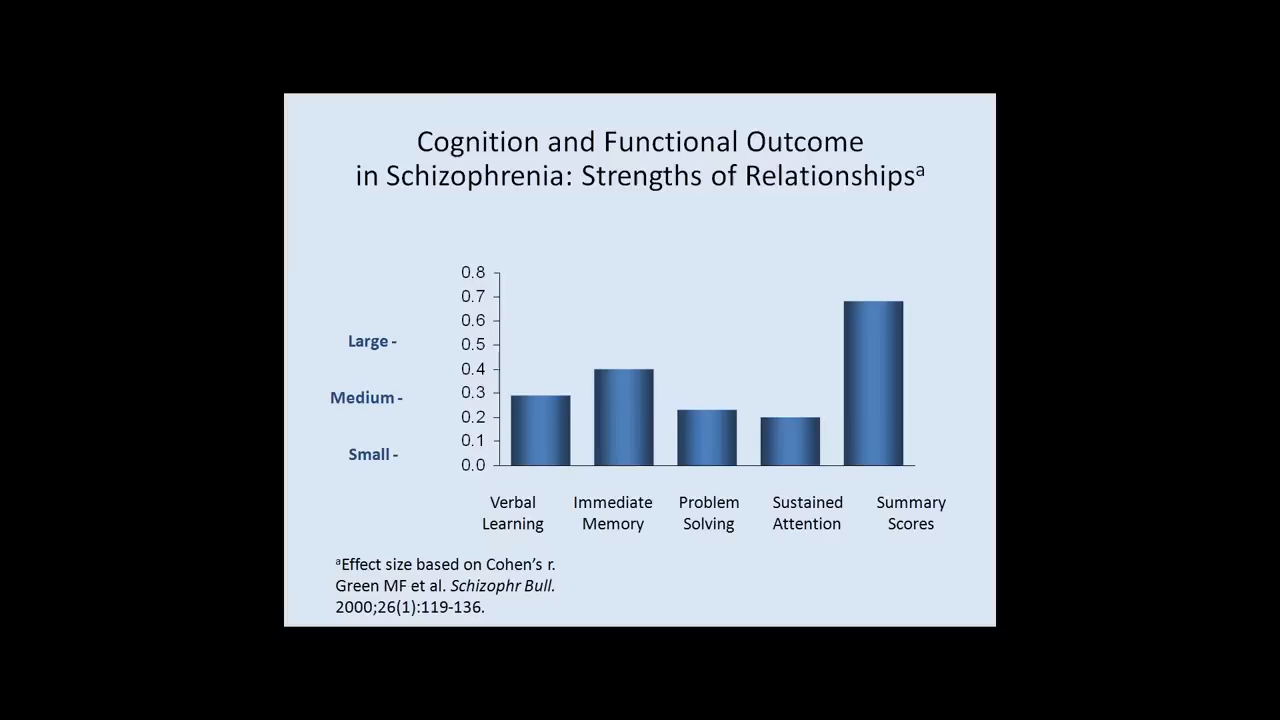 Cognition and Functional Outcome
in Schizophrenia: Strengths of Relationshipsᵃ
0.8
0.7
0.6
Large -
0.5
0.4
Medium -
0.3
0.2
Small -
0.1
0.0
Verbal Learning
Immediate Memory
Problem Solving
Sustained Attention
Summary Scores
ᵃEffect size based on Cohen’s r.
Green MF et al. Schizophr Bull.
2000;26(1):119-136.